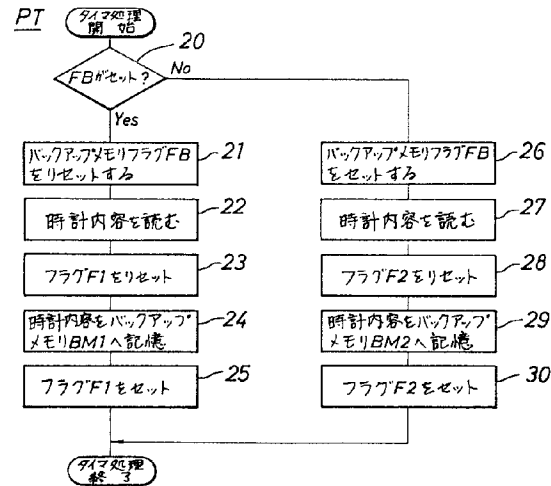 PT
タイマ処理
開始
20
FBがセット?
No
Yes
バックアップメモリフラグFB
をリセットする
21
時計内容を読む
22
フラグF1をリセット
23
時計内容をバックアップ
メモリBM1へ記憶
24
フラグF1をセット
25
バックアップメモリフラグFB
をセットする
26
時計内容を読む
27
フラグF2をリセット
28
時計内容をバックアップ
メモリBM2へ記憶
29
フラグF2をセット
30
タイマ処理
終了